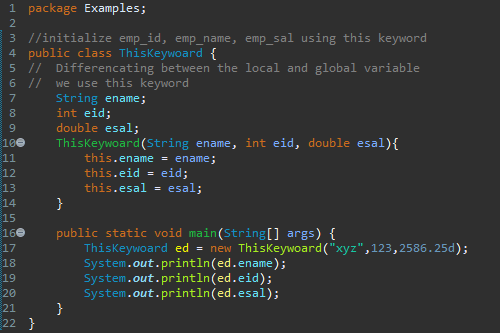 1 package Examples;
2
3 //initialize emp_id, emp_name, emp_sal using this keyword
4 public class ThisKeywoard {
5 //  Differencating between the local and global variable
6 //  we use this keyword
7     String ename;
8     int eid;
9     double esal;
10     ThisKeywoard(String ename, int eid, double esal){
11         this.ename = ename;
12         this.eid = eid;
13         this.esal = esal;
14     }
15
16     public static void main(String[] args) {
17         ThisKeywoard ed = new ThisKeywoard("xyz",123,2586.25d);
18         System.out.println(ed.ename);
19         System.out.println(ed.eid);
20         System.out.println(ed.esal);
21     }
22 }